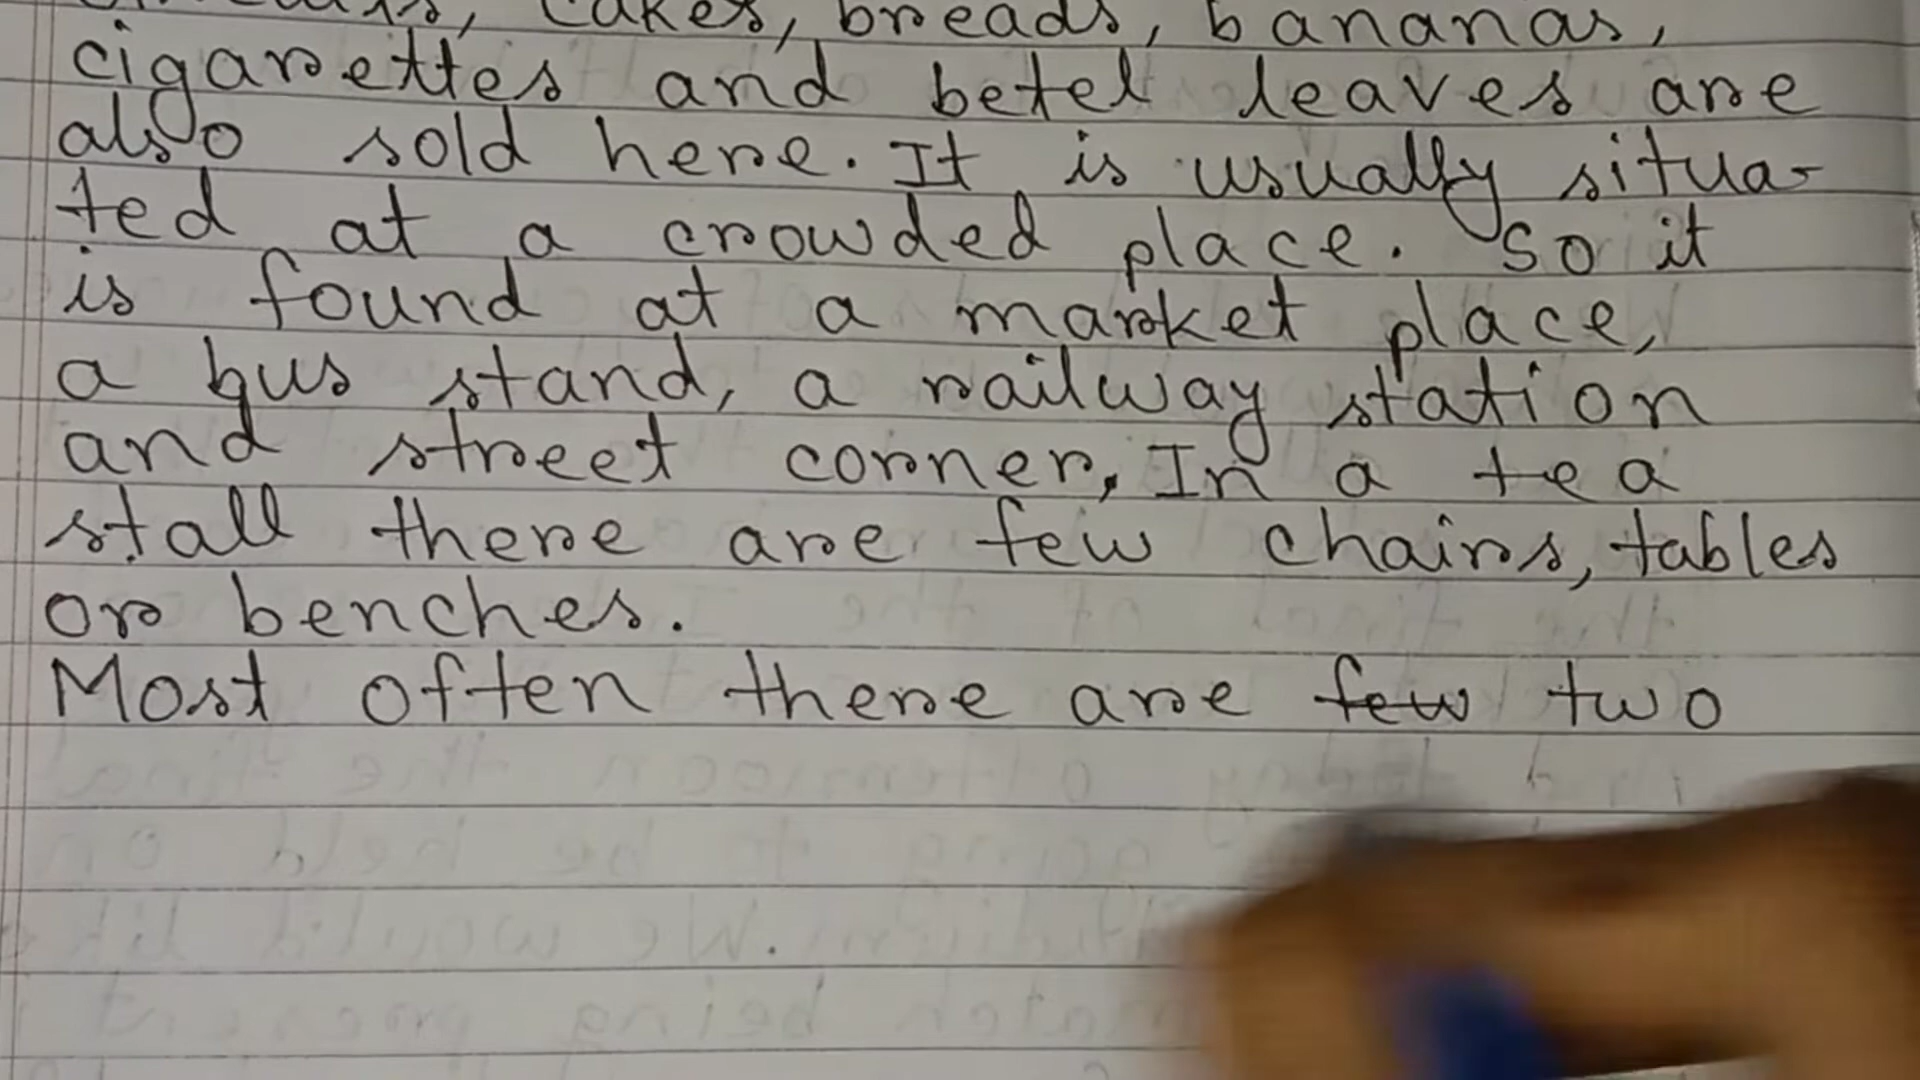 cakes, breads, bananas,
cigarettes and betel leaves are
also sold here. It is usually situa-
ted at a crowded place. So it
is found at a market place,
a bus stand, a railway station
and street corner, In a tea
stall there are few chairs, tables
or benches.
Most often there are few two